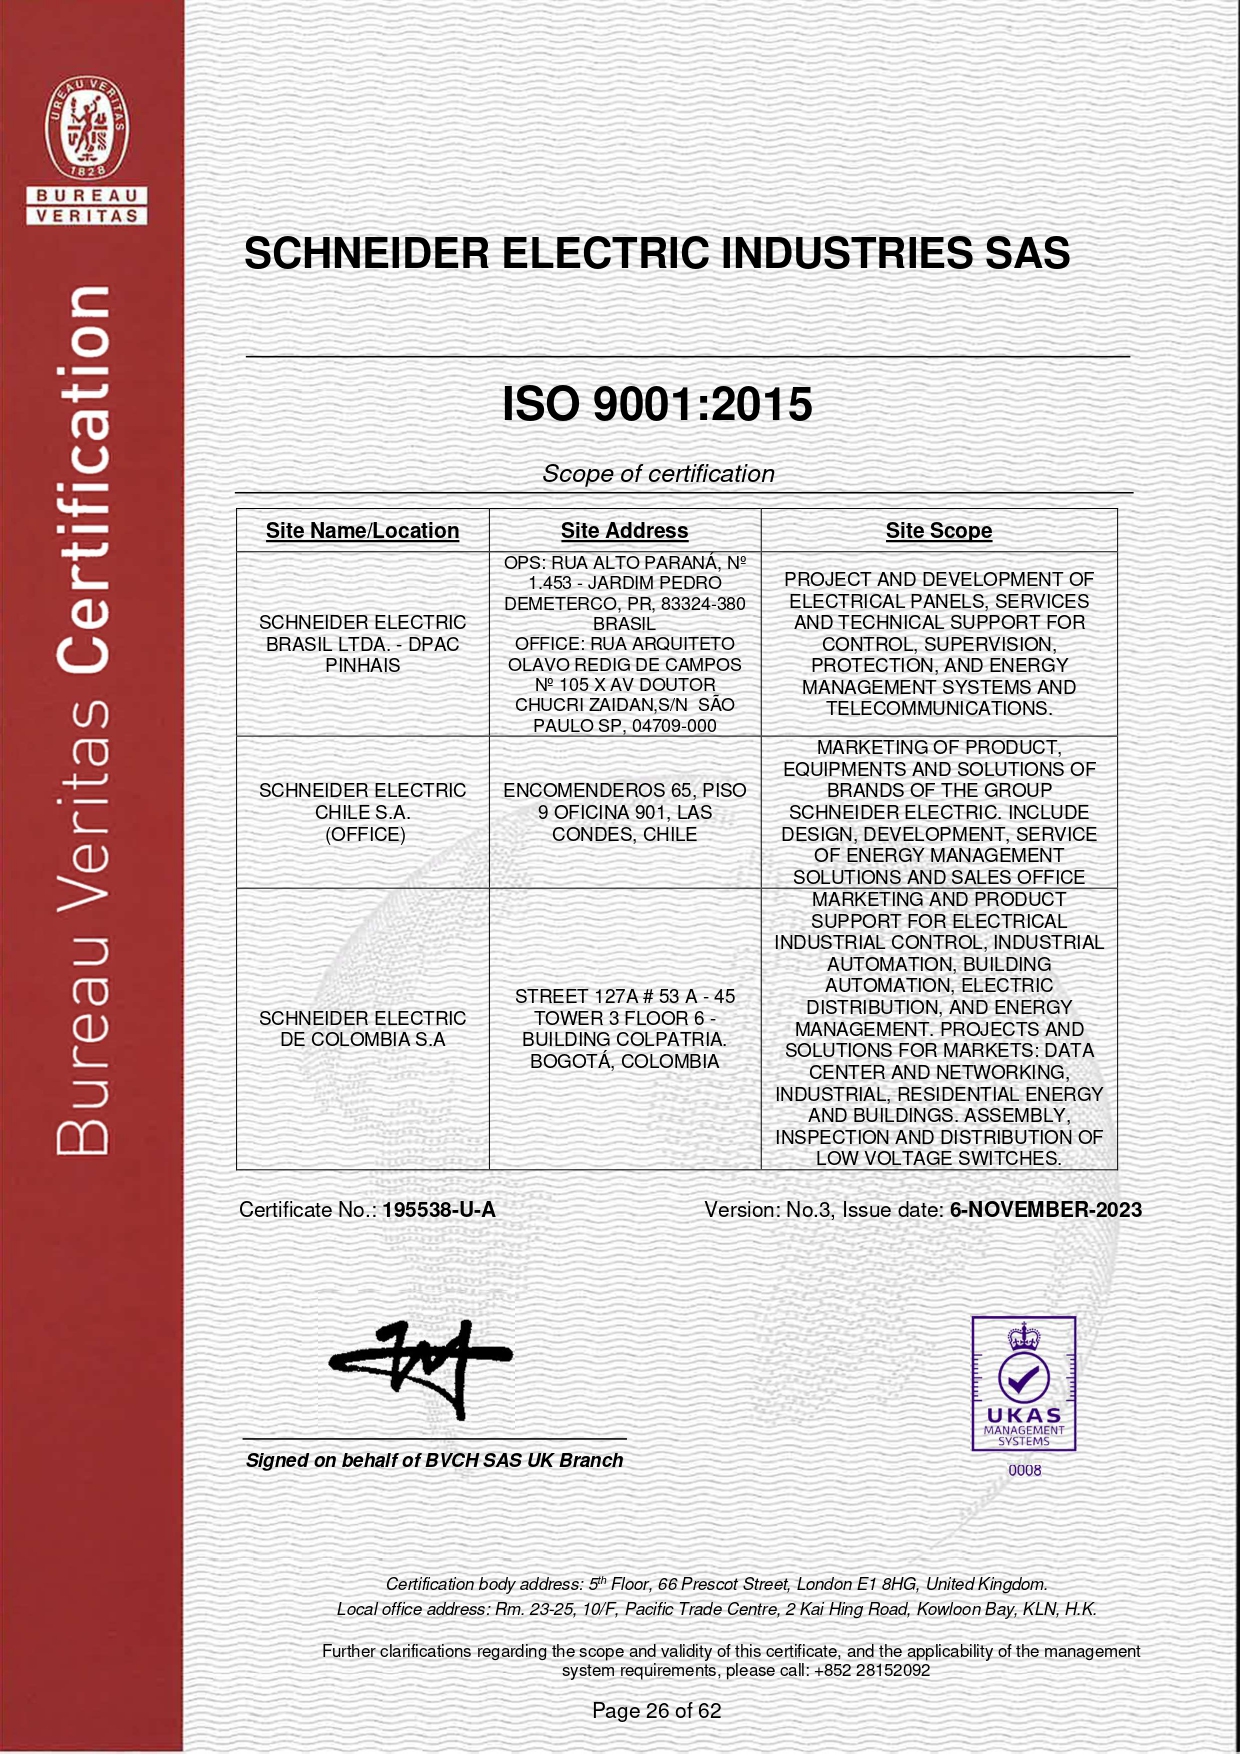 BUREAU VERITAS
1828
BUREAU
VERITAS
Bureau Veritas Certification
SCHNEIDER ELECTRIC INDUSTRIES SAS
ISO 9001:2015
Scope of certification
Site Name/Location
Site Address
Site Scope
SCHNEIDER ELECTRIC
BRASIL LTDA. - DPAC
PINHAIS
OPS: RUA ALTO PARANÁ, Nº
1.453 - JARDIM PEDRO
DEMETERCO, PR, 83324-380
BRASIL
OFFICE: RUA ARQUITETO
OLAVO REDIG DE CAMPOS
Nº 105 X AV DOUTOR
CHUCRI ZAIDAN,S/N  SÃO
PAULO SP, 04709-000
PROJECT AND DEVELOPMENT OF
ELECTRICAL PANELS, SERVICES
AND TECHNICAL SUPPORT FOR
CONTROL, SUPERVISION,
PROTECTION, AND ENERGY
MANAGEMENT SYSTEMS AND
TELECOMMUNICATIONS.
SCHNEIDER ELECTRIC
CHILE S.A.
(OFFICE)
ENCOMENDEROS 65, PISO
9 OFICINA 901, LAS
CONDES, CHILE
MARKETING OF PRODUCT,
EQUIPMENTS AND SOLUTIONS OF
BRANDS OF THE GROUP
SCHNEIDER ELECTRIC. INCLUDE
DESIGN, DEVELOPMENT, SERVICE
OF ENERGY MANAGEMENT
SOLUTIONS AND SALES OFFICE
SCHNEIDER ELECTRIC
DE COLOMBIA S.A
STREET 127A # 53 A - 45
TOWER 3 FLOOR 6 -
BUILDING COLPATRIA.
BOGOTÁ, COLOMBIA
MARKETING AND PRODUCT
SUPPORT FOR ELECTRICAL
INDUSTRIAL CONTROL, INDUSTRIAL
AUTOMATION, BUILDING
AUTOMATION, ELECTRIC
DISTRIBUTION, AND ENERGY
MANAGEMENT. PROJECTS AND
SOLUTIONS FOR MARKETS: DATA
CENTER AND NETWORKING,
INDUSTRIAL, RESIDENTIAL ENERGY
AND BUILDINGS. ASSEMBLY,
INSPECTION AND DISTRIBUTION OF
LOW VOLTAGE SWITCHES.
Certificate No.: 195538-U-A
Version: No.3, Issue date: 6-NOVEMBER-2023
Signed on behalf of BVCH SAS UK Branch
UKAS
MANAGEMENT
SYSTEMS
0008
Certification body address: 5th Floor, 66 Prescot Street, London E1 8HG, United Kingdom.
Local office address: Rm. 23-25, 10/F, Pacific Trade Centre, 2 Kai Hing Road, Kowloon Bay, KLN, H.K.
Further clarifications regarding the scope and validity of this certificate, and the applicability of the management
system requirements, please call: +852 28152092
Page 26 of 62